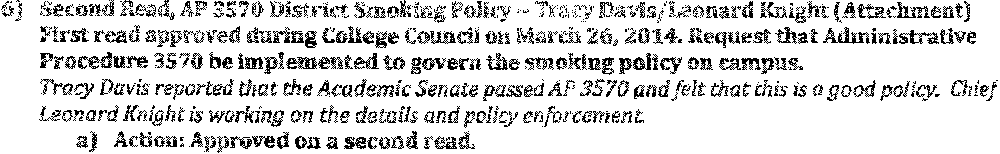 6) Second Read, AP 3570 District Smoking Policy ~ Tracy Davis/Leonard Knight (Attachment)
First read approved during College Council on March 26, 2014. Request that Administrative
Procedure 3570 be implemented to govern the smoking policy on campus.
Tracy Davis reported that the Academic Senate passed AP 3570 and felt that this is a good policy. Chief
Leonard Knight is working on the details and policy enforcement.
a) Action: Approved on a second read.